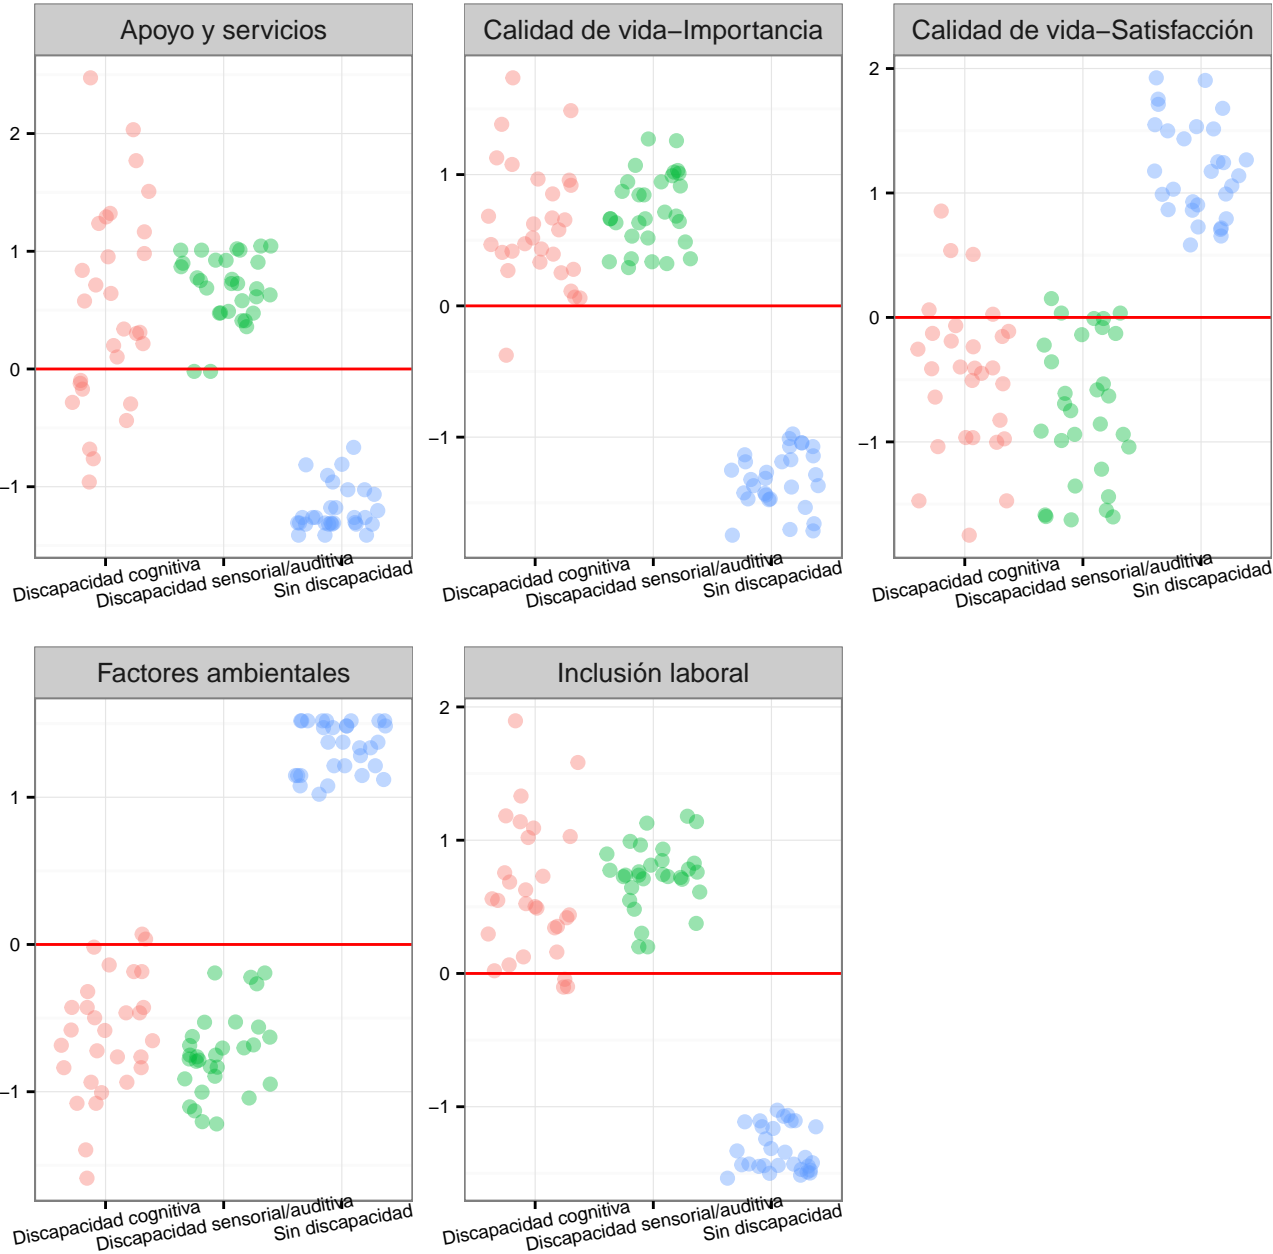 Apoyo y servicios
Calidad de vida–Importancia
Calidad de vida–Satisfacción
2
1
0
−1
1
0
−1
2
1
0
−1
Discapacidad cognitiva
Discapacidad sensorial/auditiva
Sin discapacidad
Discapacidad cognitiva
Discapacidad sensorial/auditiva
Sin discapacidad
Discapacidad cognitiva
Discapacidad sensorial/auditiva
Sin discapacidad
Factores ambientales
Inclusión laboral
1
0
−1
2
1
0
−1
Discapacidad cognitiva
Discapacidad sensorial/auditiva
Sin discapacidad
Discapacidad cognitiva
Discapacidad sensorial/auditiva
Sin discapacidad